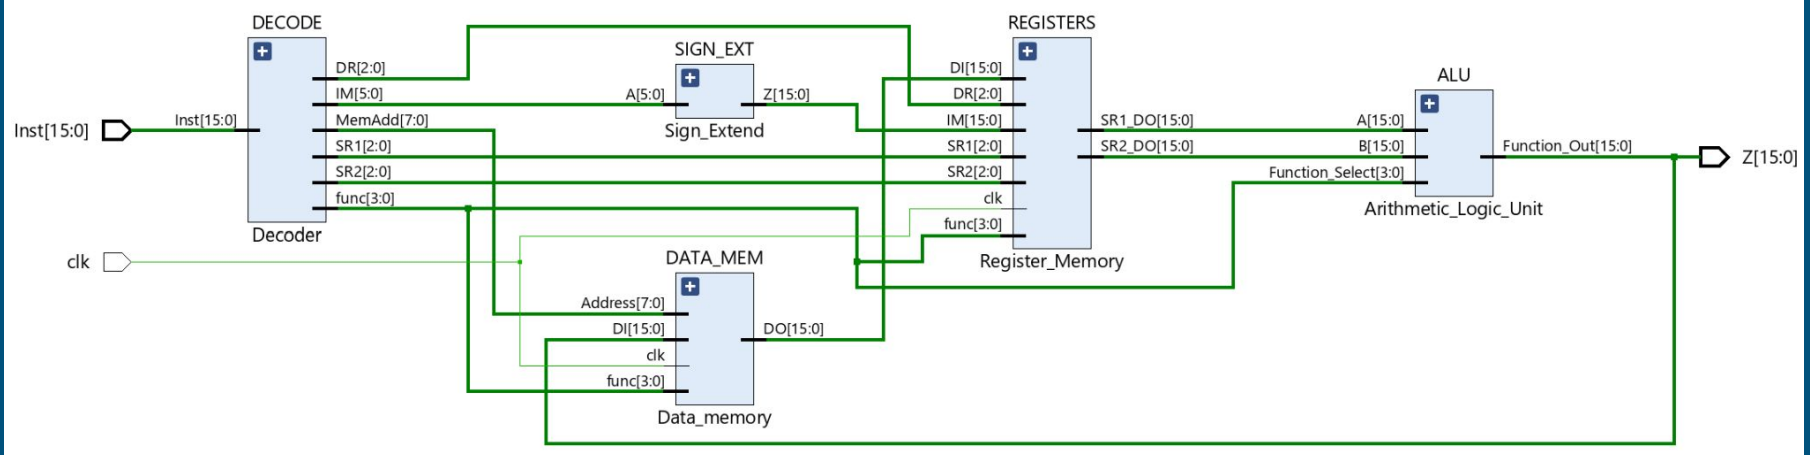 DECODE
DR[2:0]
IM[5:0]
MemAdd[7:0]
SR1[2:0]
SR2[2:0]
func[3:0]
Inst[15:0]
Inst[15:0]
Decoder
clk
SIGN_EXT
A[5:0]
Z[15:0]
Sign_Extend
DATA_MEM
Address[7:0]
DI[15:0]
clk
func[3:0]
DO[15:0]
Data_memory
REGISTERS
DI[15:0]
DR[2:0]
IM[15:0]
SR1[2:0]
SR2[2:0]
clk
func[3:0]
SR1_DO[15:0]
SR2_DO[15:0]
Register_Memory
ALU
A[15:0]
B[15:0]
Function_Select[3:0]
Function_Out[15:0]
Arithmetic_Logic_Unit
Z[15:0]